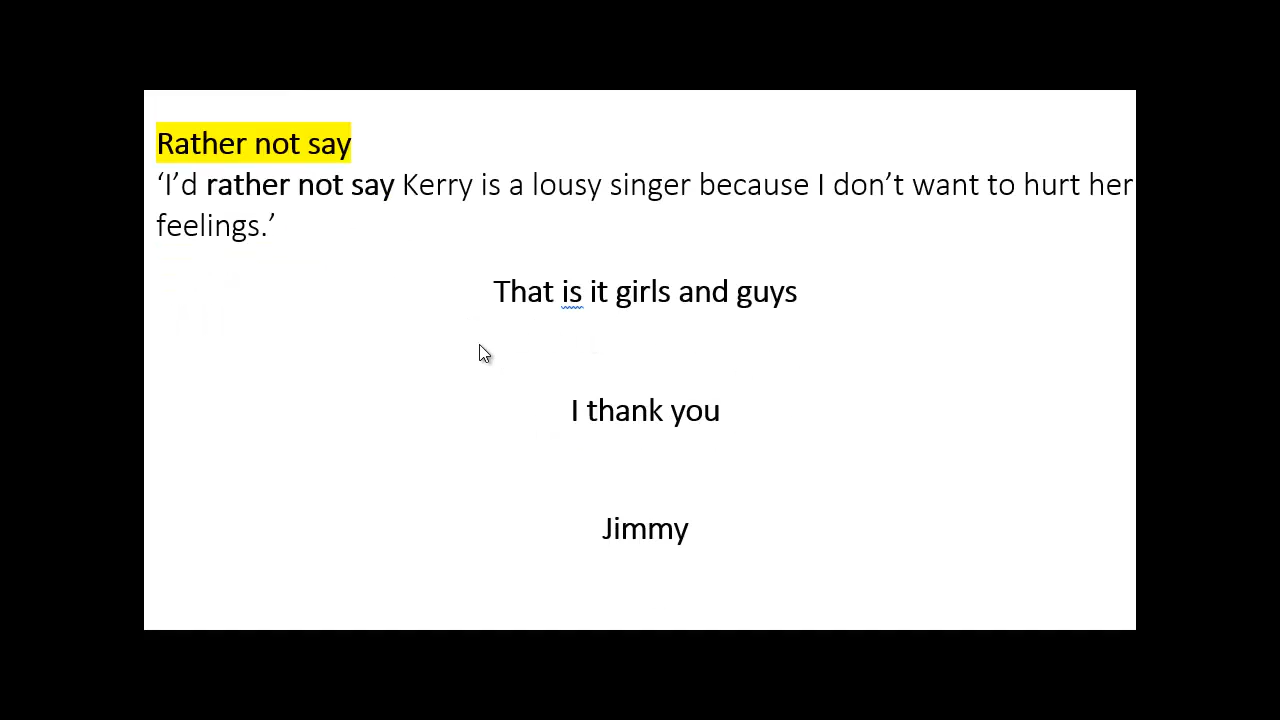 Rather not say
‘I’d rather not say Kerry is a lousy singer because I don’t want to hurt her
feelings.’
That is it girls and guys
I thank you
Jimmy